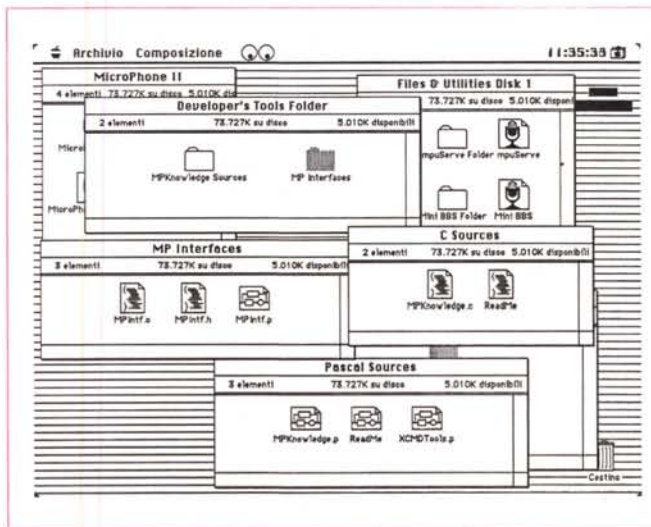 Archivio Composizione 11:35:38
MicroPhone II
4 elementi 73.727K su disco 5.010K dis
Files & Utilities Disk 1
73.727K su disco 5.010K disponi
Developer's Tools Folder
2 elementi 73.727K su disco 5.010K disponibili
MPKnowledge Sources MP Interfaces
Micro
mpuServe Folder mpuServe
MicroPh
Mini BBS Folder Mini BBS
MP Interfaces
3 elementi 73.727K su disco 5.010K disponibili
MPintf.h MPintf.p
C Sources
2 elementi 73.727K su disco 5.010K disponibili
MPKnowledge.c ReadMe
Pascal Sources
3 elementi 73.727K su disco 5.010K disponibili
MPKnowledge.p ReadMe XCMDTools.p
Cestino